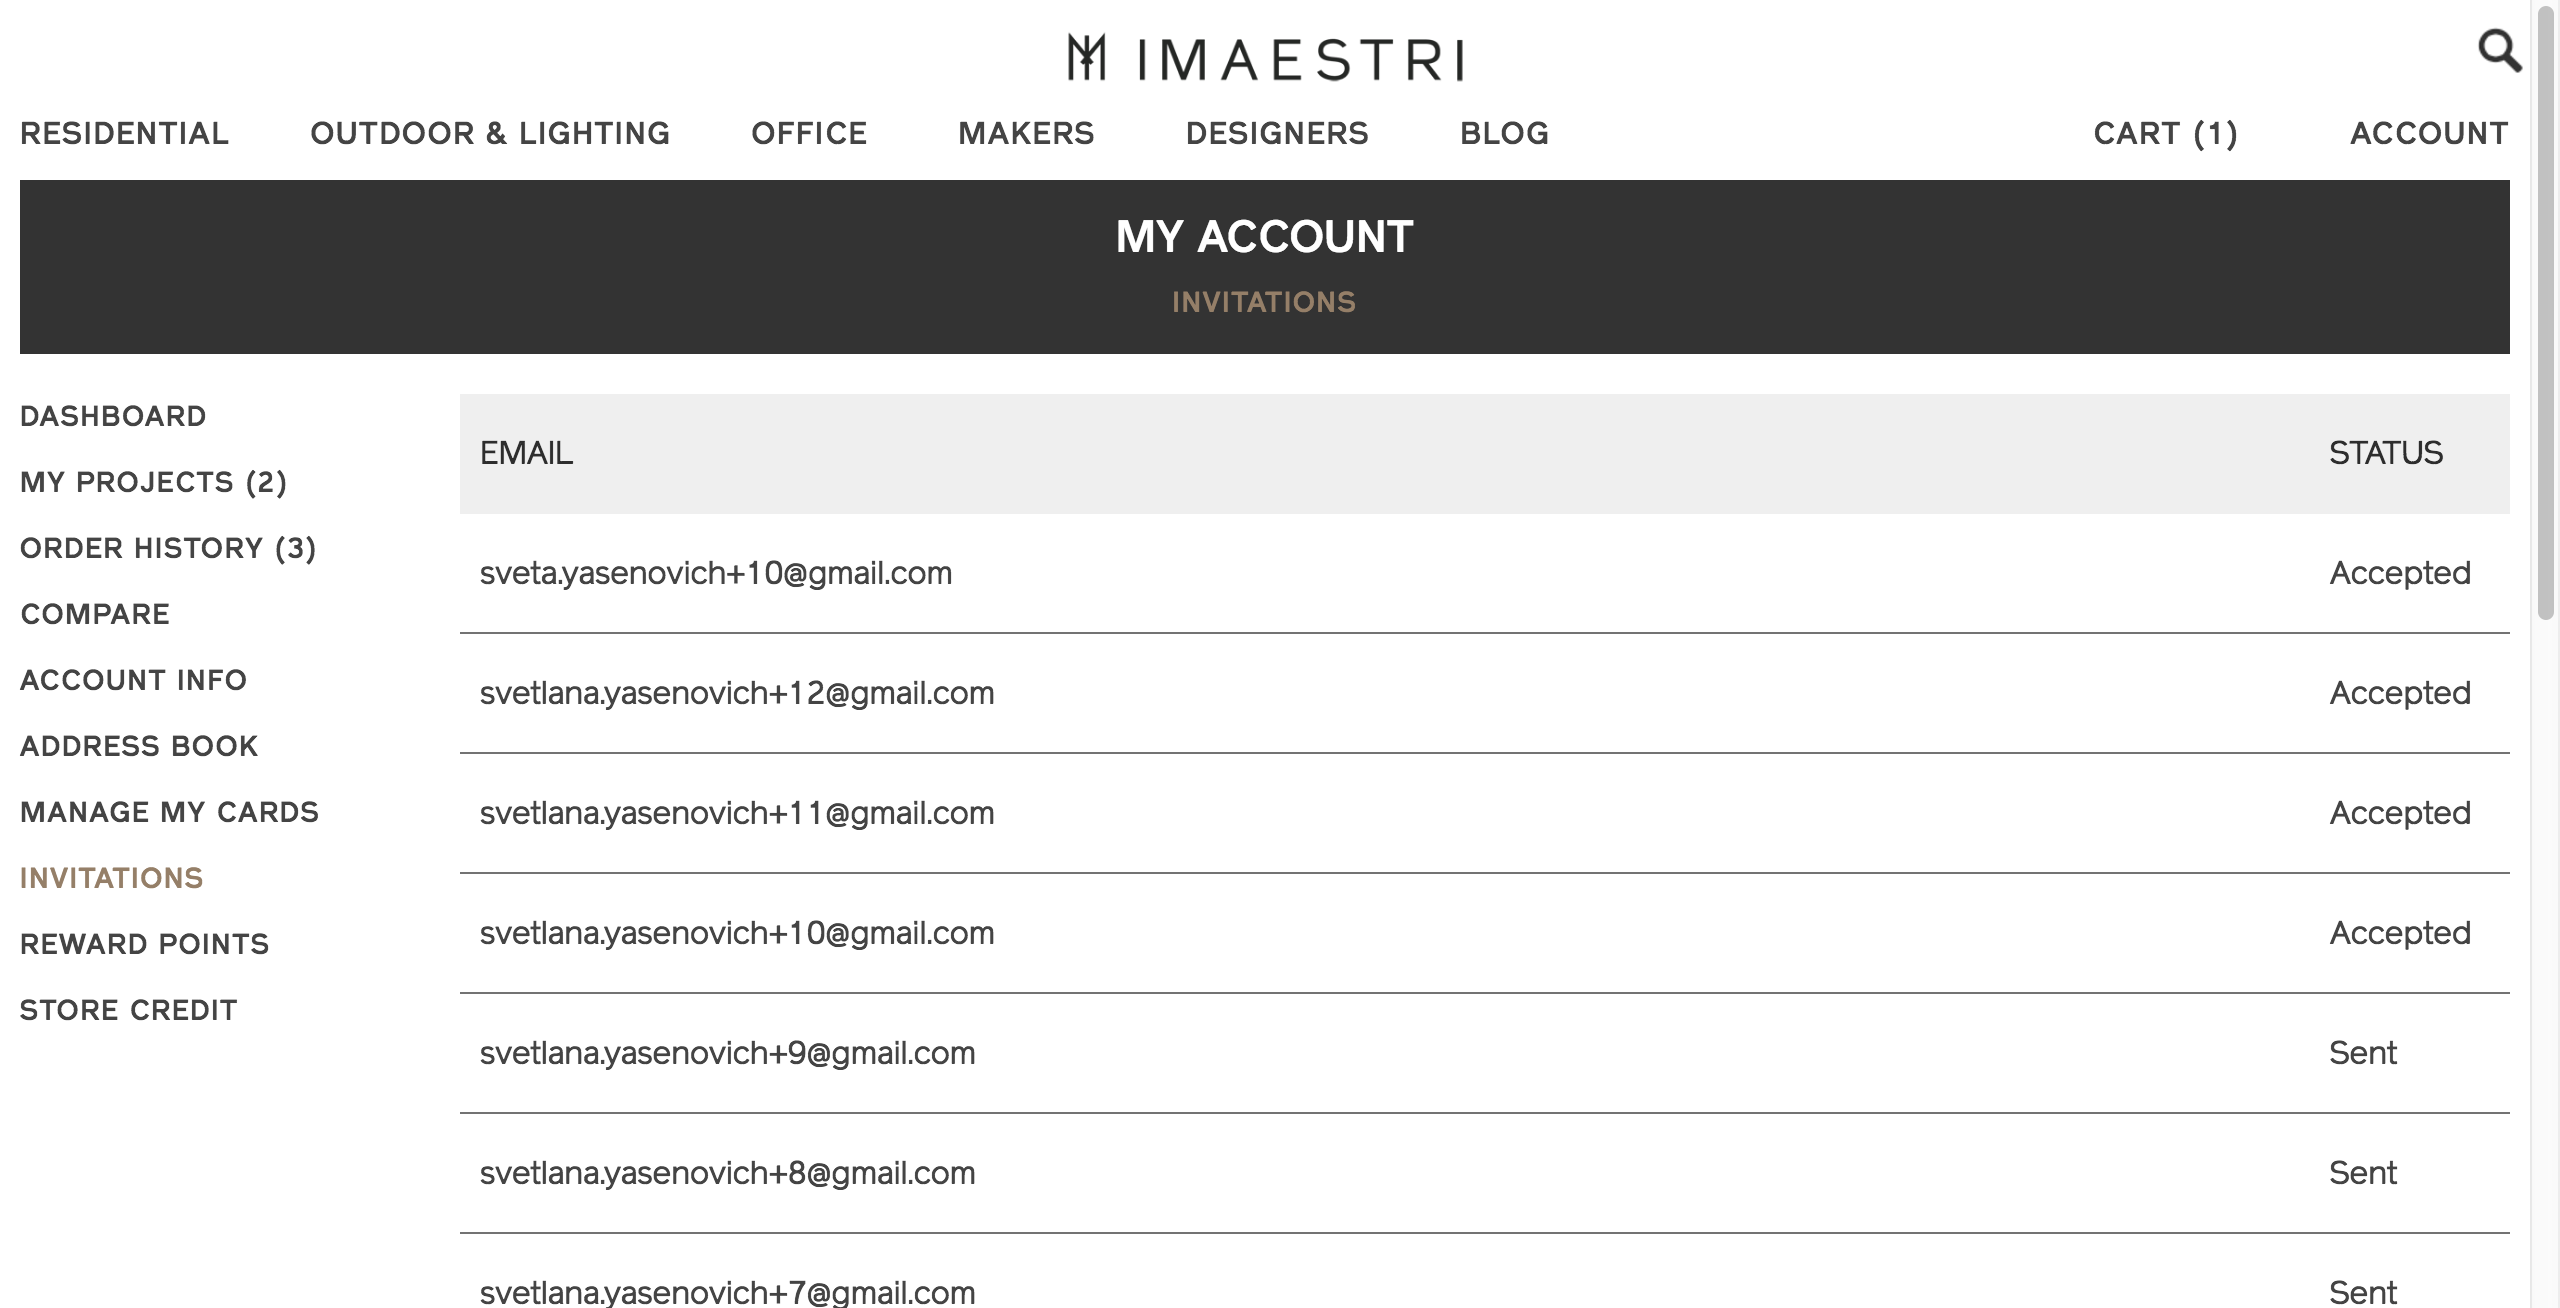 IMAESTRI
RESIDENTIAL OUTDOOR & LIGHTING OFFICE MAKERS DESIGNERS BLOG CART (1) ACCOUNT
MY ACCOUNT
INVITATIONS
DASHBOARD
MY PROJECTS (2)
ORDER HISTORY (3)
COMPARE
ACCOUNT INFO
ADDRESS BOOK
MANAGE MY CARDS
INVITATIONS
REWARD POINTS
STORE CREDIT
EMAIL STATUS
sveta.yasenovich+10@gmail.com Accepted
svetlana.yasenovich+12@gmail.com Accepted
svetlana.yasenovich+11@gmail.com Accepted
svetlana.yasenovich+10@gmail.com Accepted
svetlana.yasenovich+9@gmail.com Sent
svetlana.yasenovich+8@gmail.com Sent
svetlana.yasenovich+7@gmail.com Sent